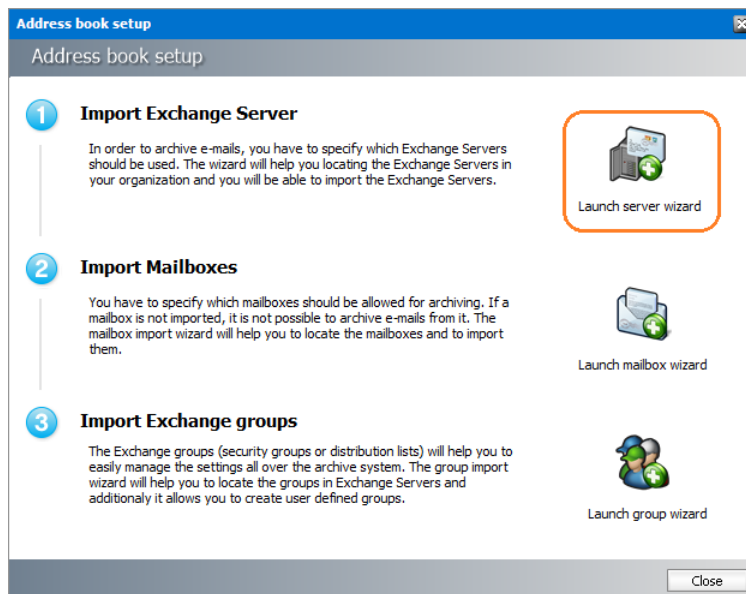 Address book setup
Address book setup
1
Import Exchange Server
In order to archive e-mails, you have to specify which Exchange Servers
should be used. The wizard will help you locating the Exchange Servers in
your organization and you will be able to import the Exchange Servers.
Launch server wizard
2
Import Mailboxes
You have to specify which mailboxes should be allowed for archiving. If a
mailbox is not imported, it is not possible to archive e-mails from it. The
mailbox import wizard will help you to locate the mailboxes and to import
them.
Launch mailbox wizard
3
Import Exchange groups
The Exchange groups (security groups or distribution lists) will help you to
easily manage the settings all over the archive system. The group import
wizard will help you to locate the groups in Exchange Servers and
additionaly it allows you to create user defined groups.
Launch group wizard
Close